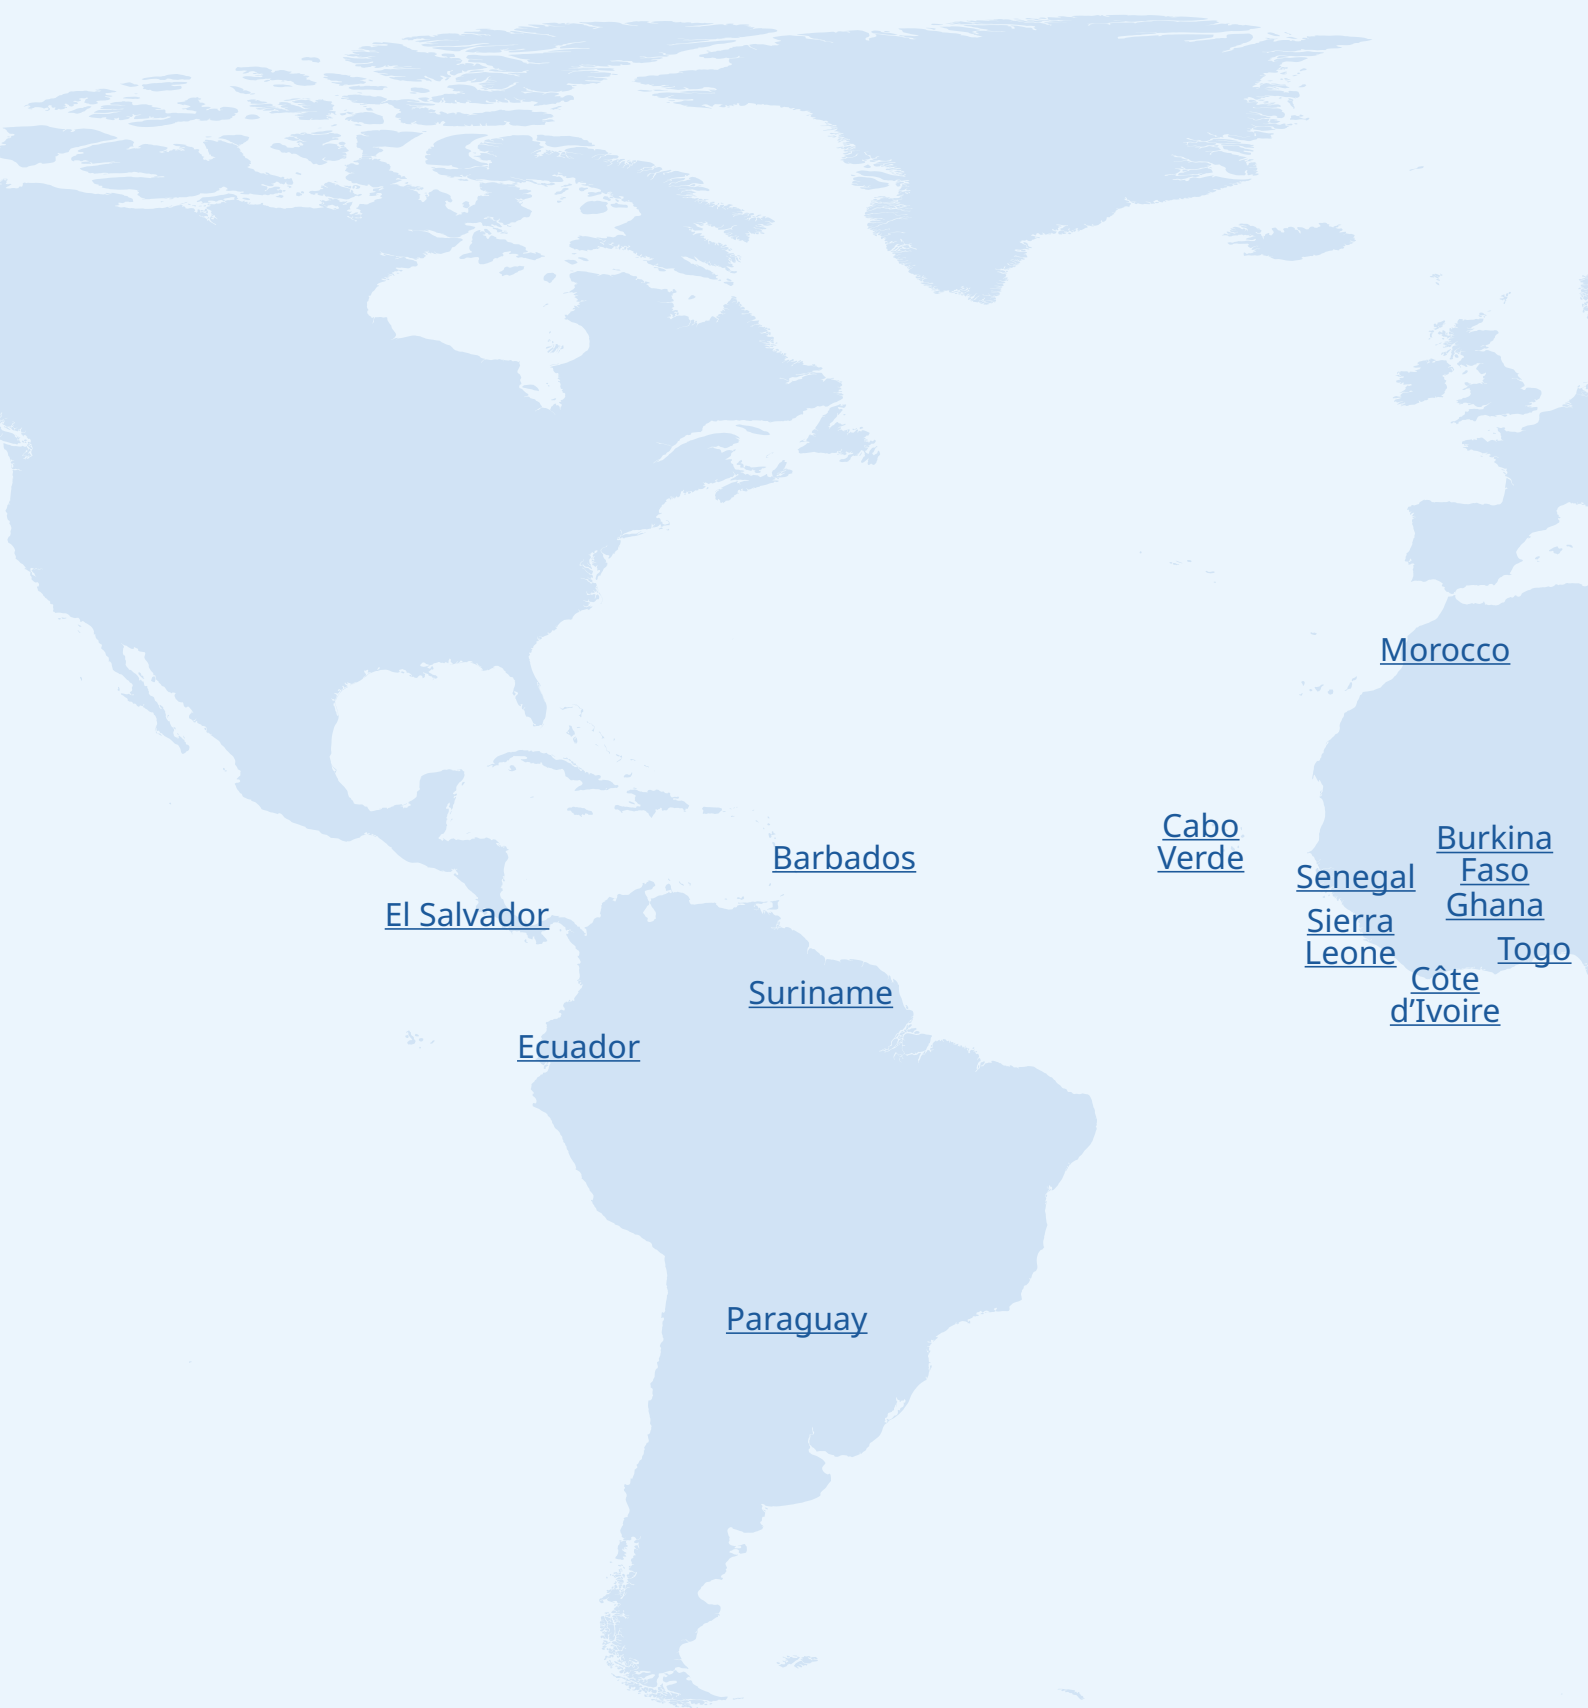 Morocco
Cabo
Verde
Burkina
Faso
Barbados
Senegal
Ghana
El Salvador
Sierra
Leone
Togo
Côte
d’Ivoire
Suriname
Ecuador
Paraguay